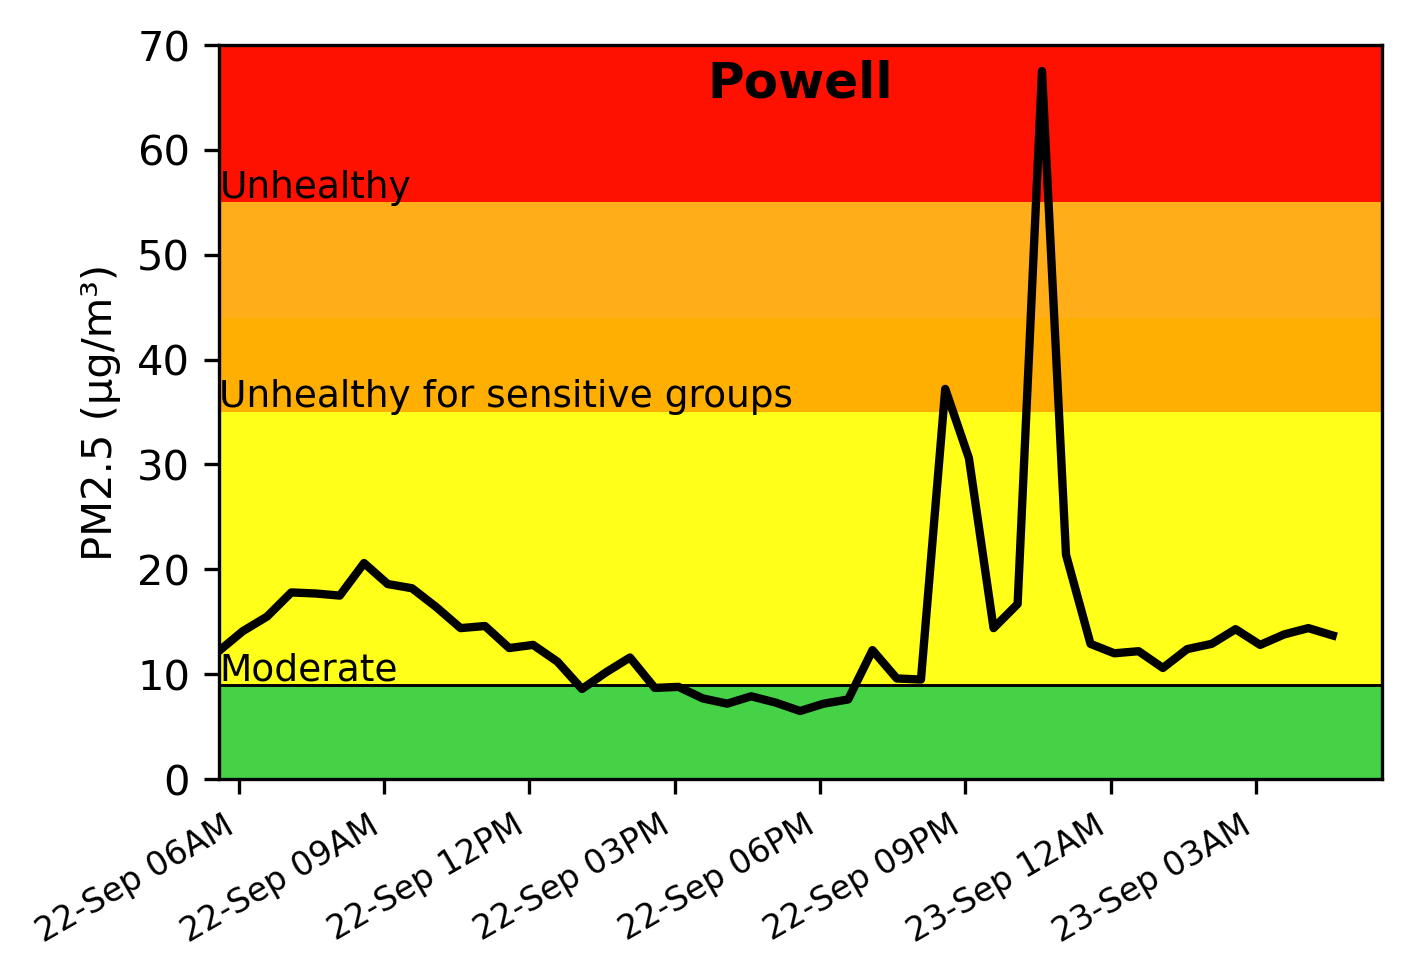 Powell
70
60
50
40
30
20
10
0
PM2.5 (µg/m³)
Unhealthy
Unhealthy for sensitive groups
Moderate
22-Sep 06AM
22-Sep 09AM
22-Sep 12PM
22-Sep 03PM
22-Sep 06PM
22-Sep 09PM
23-Sep 12AM
23-Sep 03AM